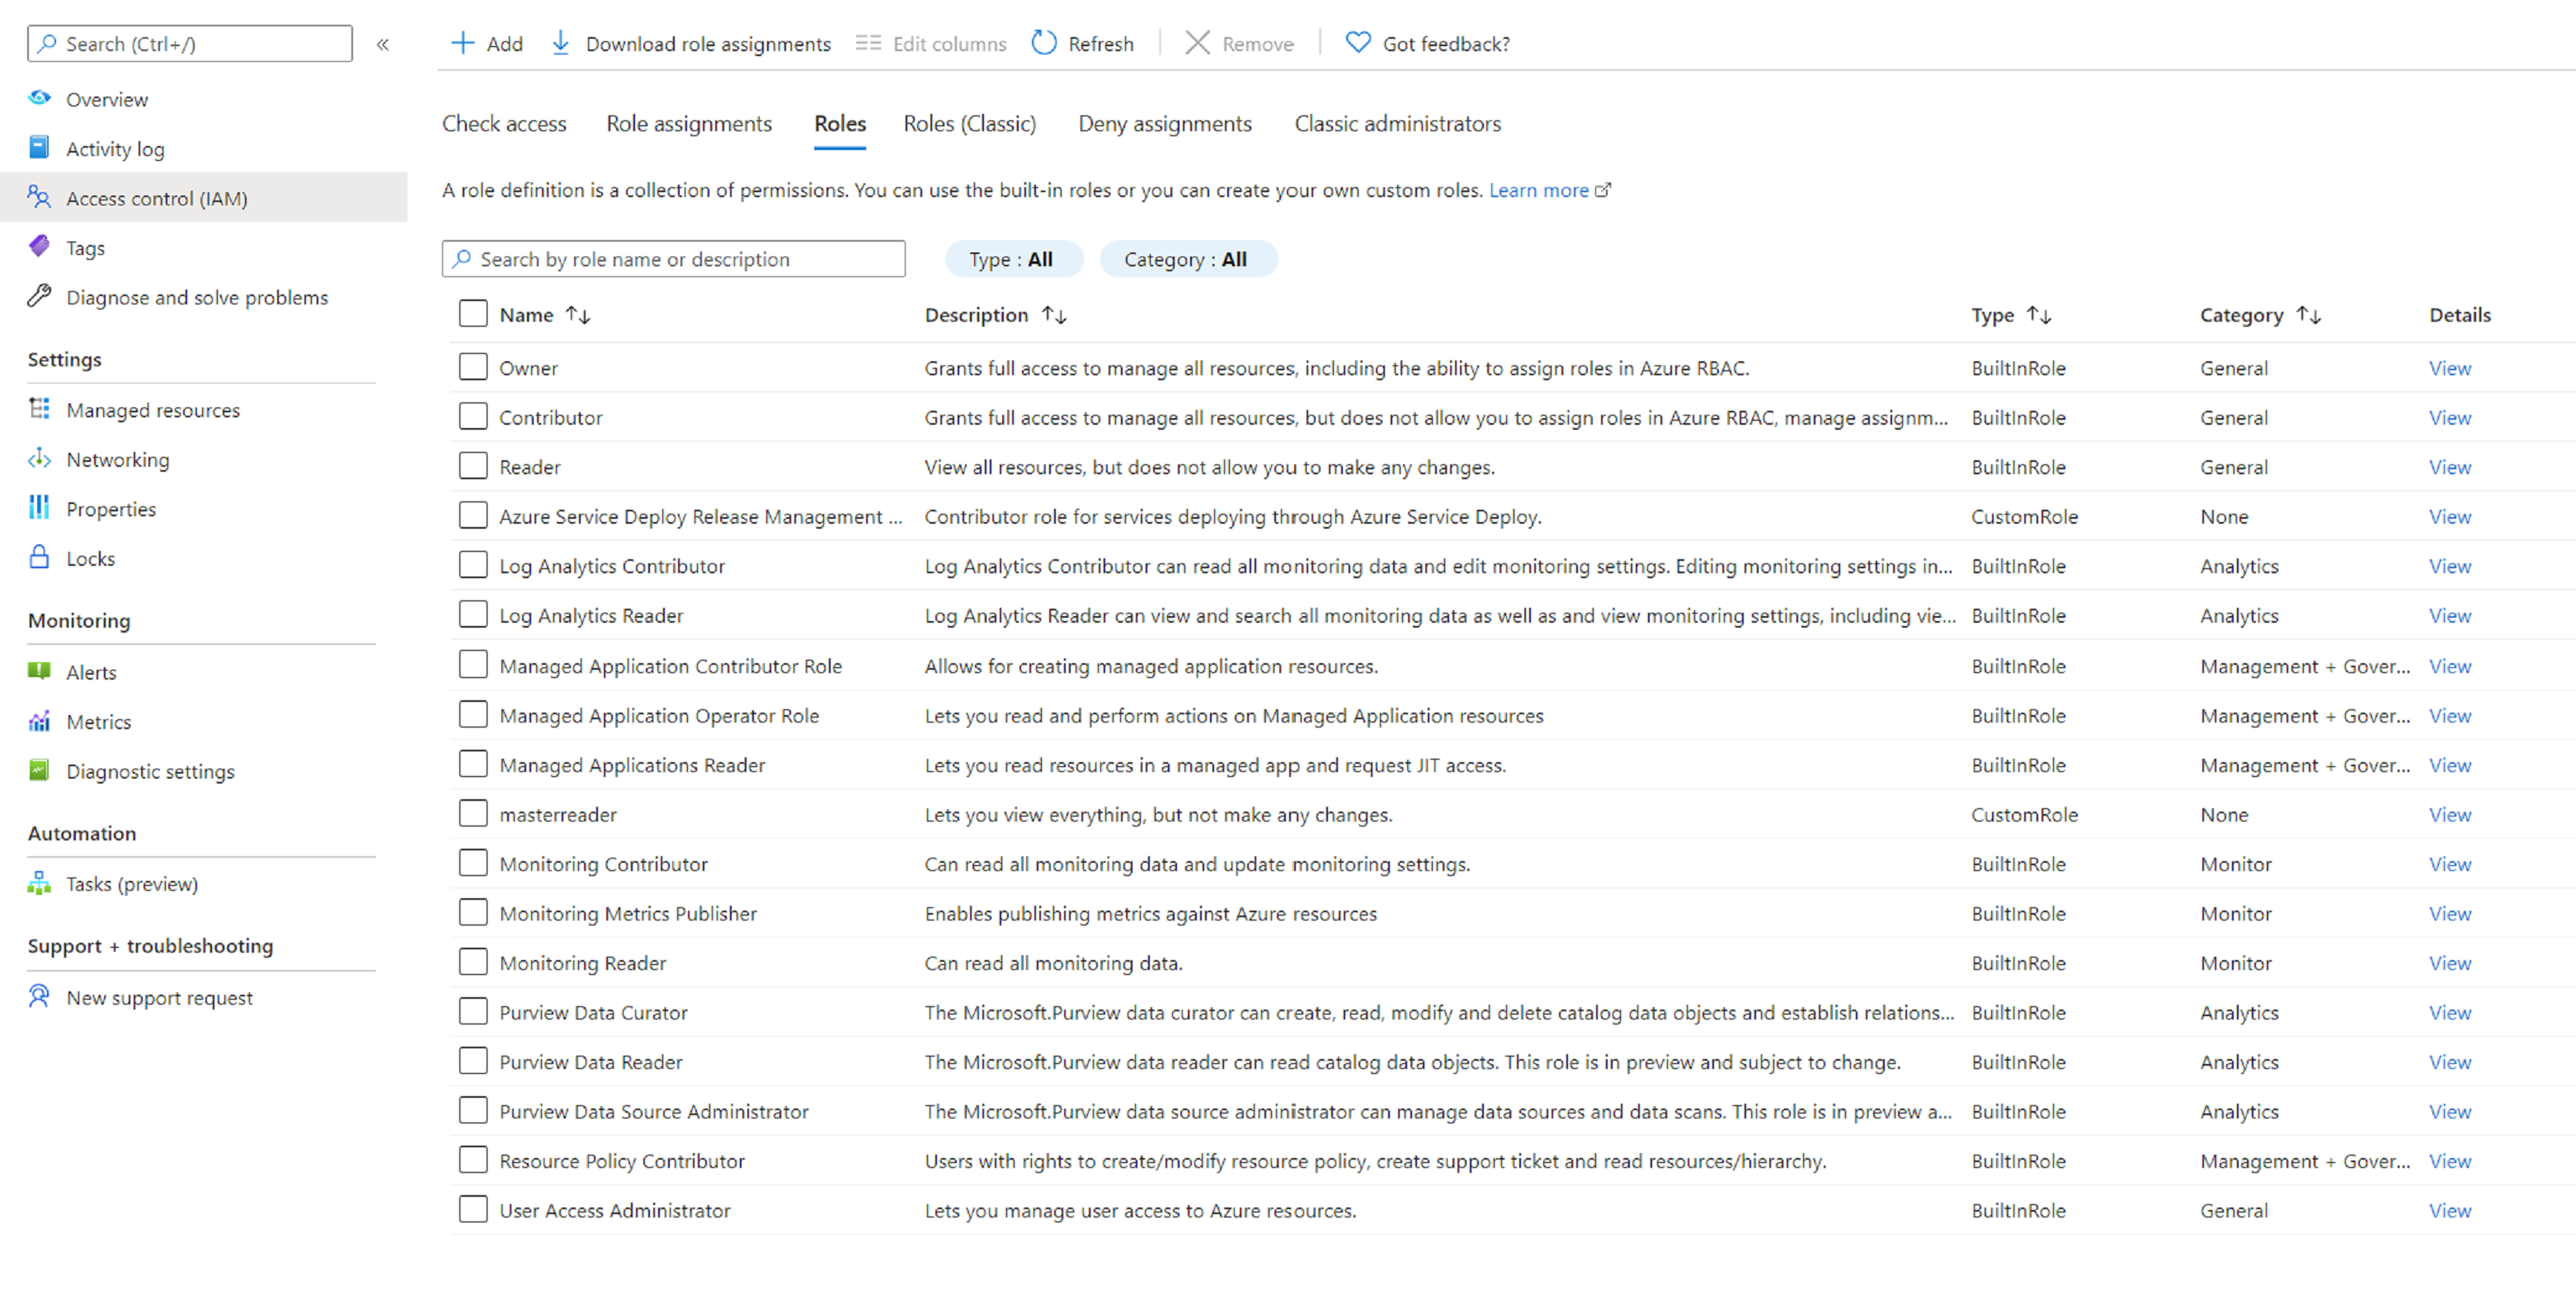 Search (Ctrl+/)
«
Overview
Activity log
Access control (IAM)
Tags
Diagnose and solve problems
Settings
Managed resources
Networking
Properties
Locks
Monitoring
Alerts
Metrics
Diagnostic settings
Automation
Tasks (preview)
Support + troubleshooting
New support request
Add Download role assignments Edit columns Refresh Remove Got feedback?
Check access Role assignments Roles Roles (Classic) Deny assignments Classic administrators
A role definition is a collection of permissions. You can use the built-in roles or you can create your own custom roles. Learn more
Search by role name or description Type : All Category : All
Name ↑↓ Description ↑↓ Type ↑↓ Category ↑↓ Details
Owner Grants full access to manage all resources, including the ability to assign roles in Azure RBAC. BuiltInRole General View
Contributor Grants full access to manage all resources, but does not allow you to assign roles in Azure RBAC, manage assignm... BuiltInRole General View
Reader View all resources, but does not allow you to make any changes. BuiltInRole General View
Azure Service Deploy Release Management ... Contributor role for services deploying through Azure Service Deploy. CustomRole None View
Log Analytics Contributor Log Analytics Contributor can read all monitoring data and edit monitoring settings. Editing monitoring settings in... BuiltInRole Analytics View
Log Analytics Reader Log Analytics Reader can view and search all monitoring data as well as and view monitoring settings, including vie... BuiltInRole Analytics View
Managed Application Contributor Role Allows for creating managed application resources. BuiltInRole Management + Gover... View
Managed Application Operator Role Lets you read and perform actions on Managed Application resources BuiltInRole Management + Gover... View
Managed Applications Reader Lets you read resources in a managed app and request JIT access. BuiltInRole Management + Gover... View
masterreader Lets you view everything, but not make any changes. CustomRole None View
Monitoring Contributor Can read all monitoring data and update monitoring settings. BuiltInRole Monitor View
Monitoring Metrics Publisher Enables publishing metrics against Azure resources BuiltInRole Monitor View
Monitoring Reader Can read all monitoring data. BuiltInRole Monitor View
Purview Data Curator The Microsoft.Purview data curator can create, read, modify and delete catalog data objects and establish relations... BuiltInRole Analytics View
Purview Data Reader The Microsoft.Purview data reader can read catalog data objects. This role is in preview and subject to change. BuiltInRole Analytics View
Purview Data Source Administrator The Microsoft.Purview data source administrator can manage data sources and data scans. This role is in preview a... BuiltInRole Analytics View
Resource Policy Contributor Users with rights to create/modify resource policy, create support ticket and read resources/hierarchy. BuiltInRole Management + Gover... View
User Access Administrator Lets you manage user access to Azure resources. BuiltInRole General View